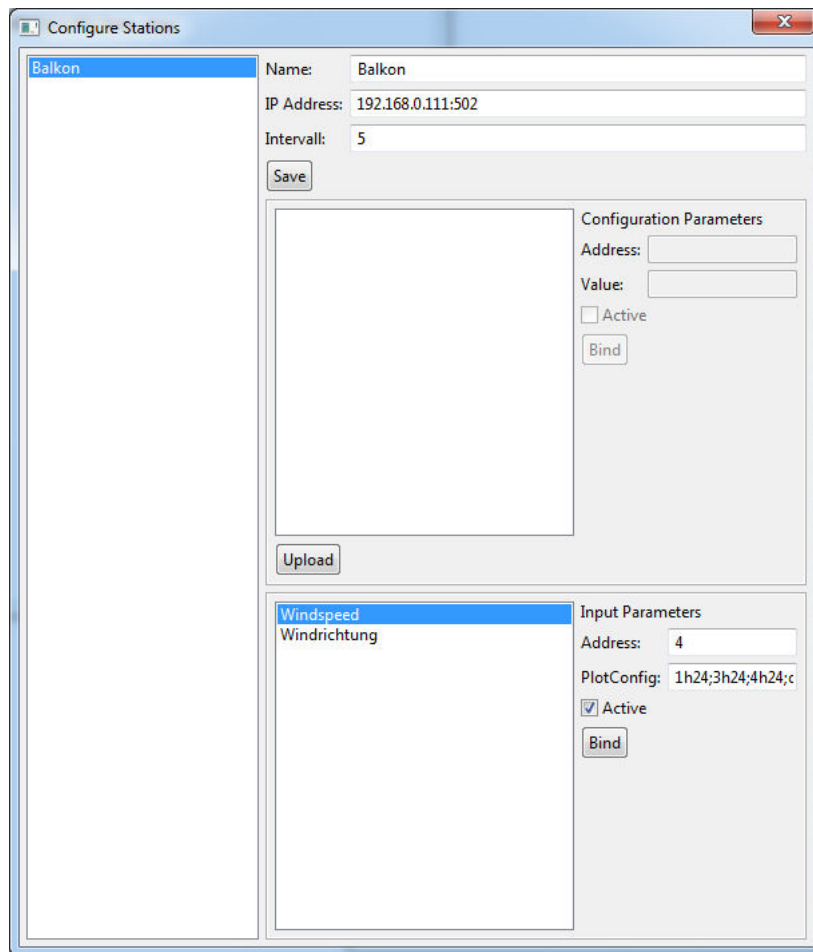 Configure Stations
Balkon
Name: Balkon
IP Address: 192.168.0.111:502
Intervall: 5
Save
Configuration Parameters
Address:
Value:
Active
Bind
Upload
Windspeed
Windrichtung
Input Parameters
Address: 4
PlotConfig: 1h24;3h24;4h24;
Active
Bind